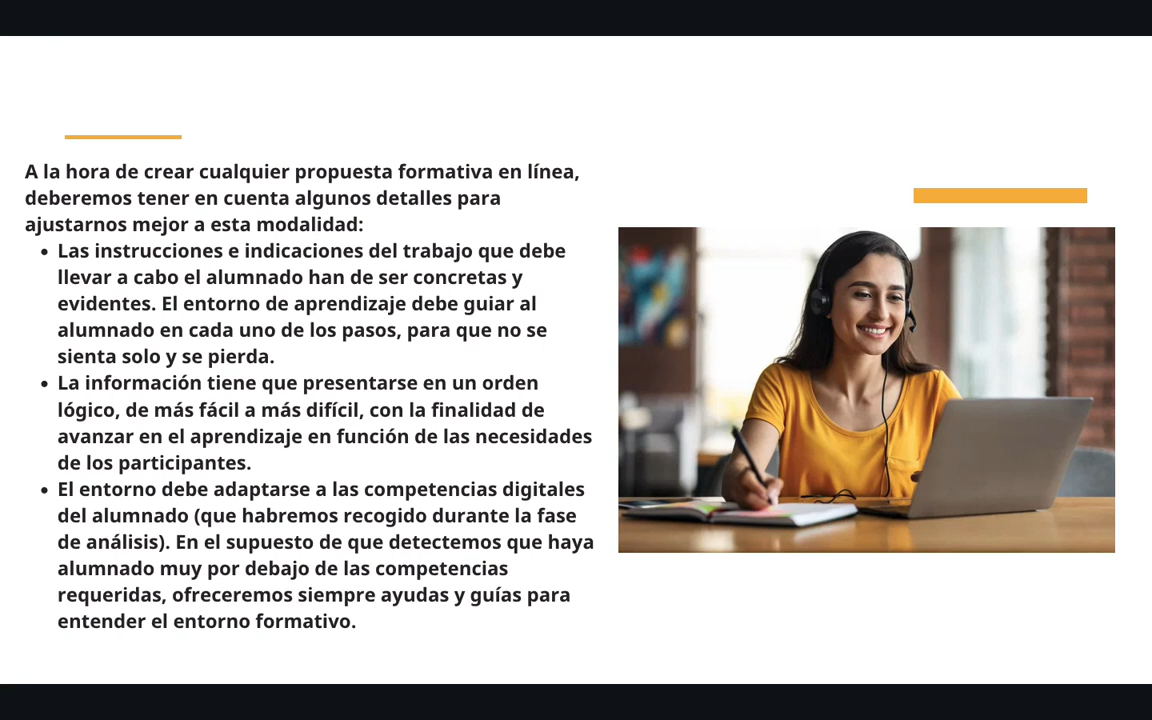 A la hora de crear cualquier propuesta formativa en línea,
deberemos tener en cuenta algunos detalles para
ajustarnos mejor a esta modalidad:
• Las instrucciones e indicaciones del trabajo que debe
llevar a cabo el alumnado han de ser concretas y
evidentes. El entorno de aprendizaje debe guiar al
alumnado en cada uno de los pasos, para que no se
sienta solo y se pierda.
• La información tiene que presentarse en un orden
lógico, de más fácil a más difícil, con la finalidad de
avanzar en el aprendizaje en función de las necesidades
de los participantes.
• El entorno debe adaptarse a las competencias digitales
del alumnado (que habremos recogido durante la fase
de análisis). En el supuesto de que detectemos que haya
alumnado muy por debajo de las competencias
requeridas, ofreceremos siempre ayudas y guías para
entender el entorno formativo.